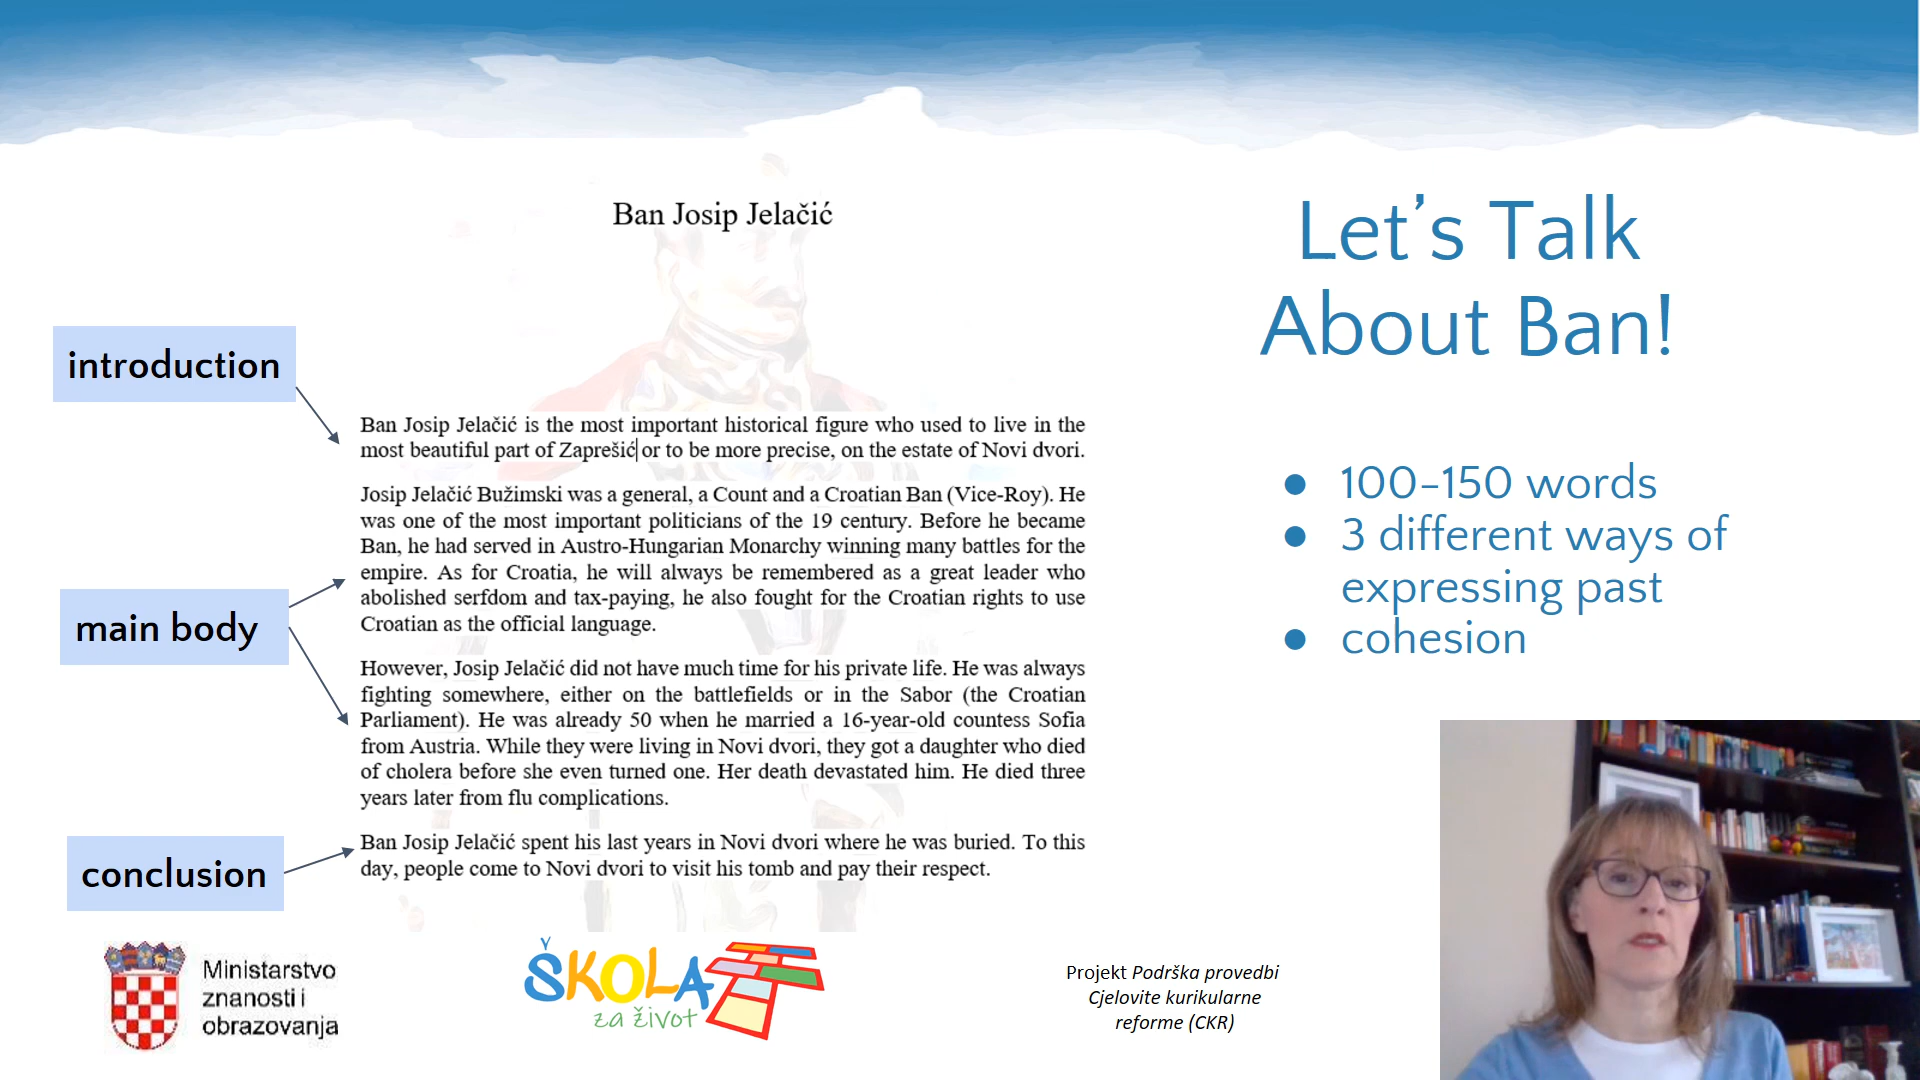 Let's Talk
About Ban!
Ban Josip Jelačić
introduction
Ban Josip Jelačić is the most important historical figure who used to live in the
most beautiful part of Zaprešić or to be more precise, on the estate of Novi dvori.
Josip Jelačić Bužimski was a general, a Count and a Croatian Ban (Vice-Roy). He
was one of the most important politicians of the 19 century. Before he became
Ban, he had served in Austro-Hungarian Monarchy winning many battles for the
empire. As for Croatia, he will always be remembered as a great leader who
abolished serfdom and tax-paying, he also fought for the Croatian rights to use
Croatian as the official language.
main body
However, Josip Jelačić did not have much time for his private life. He was always
fighting somewhere, either on the battlefields or in the Sabor (the Croatian
Parliament). He was already 50 when he married a 16-year-old countess Sofia
from Austria. While they were living in Novi dvori, they got a daughter who died
of cholera before she even turned one. Her death devastated him. He died three
years later from flu complications.
conclusion
Ban Josip Jelačić spent his last years in Novi dvori where he was buried. To this
day, people come to Novi dvori to visit his tomb and pay their respect.
● 100-150 words
● 3 different ways of
expressing past
● cohesion
Ministarstvo
znanosti i
obrazovanja
ŠKOLA
za život
Projekt Podrška provedbi
Cjelovite kurikularne
reforme (CKR)